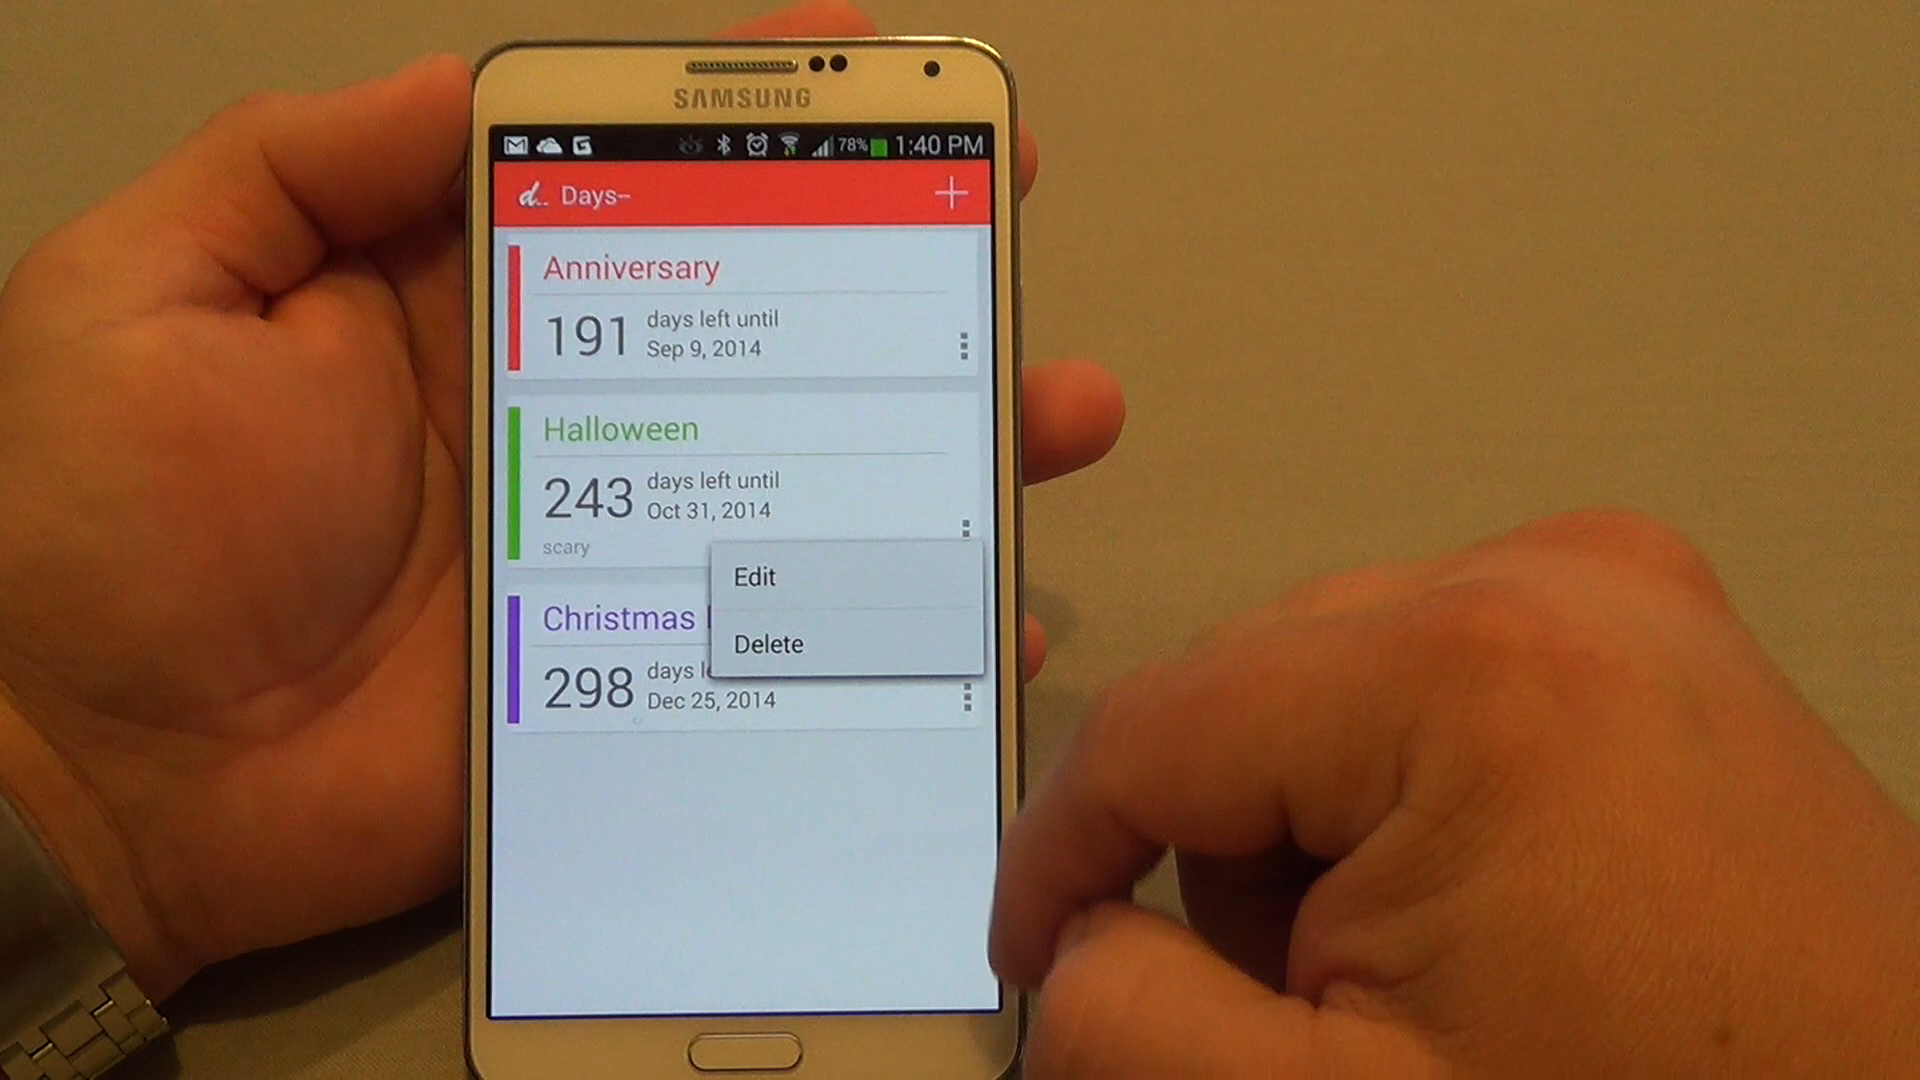 SAMSUNG
78% 1:40 PM
d.. Days--
Anniversary
191 days left until
Sep 9, 2014
Halloween
243 days left until
Oct 31, 2014
scary
Edit
Christmas
Delete
298 days le
Dec 25, 2014